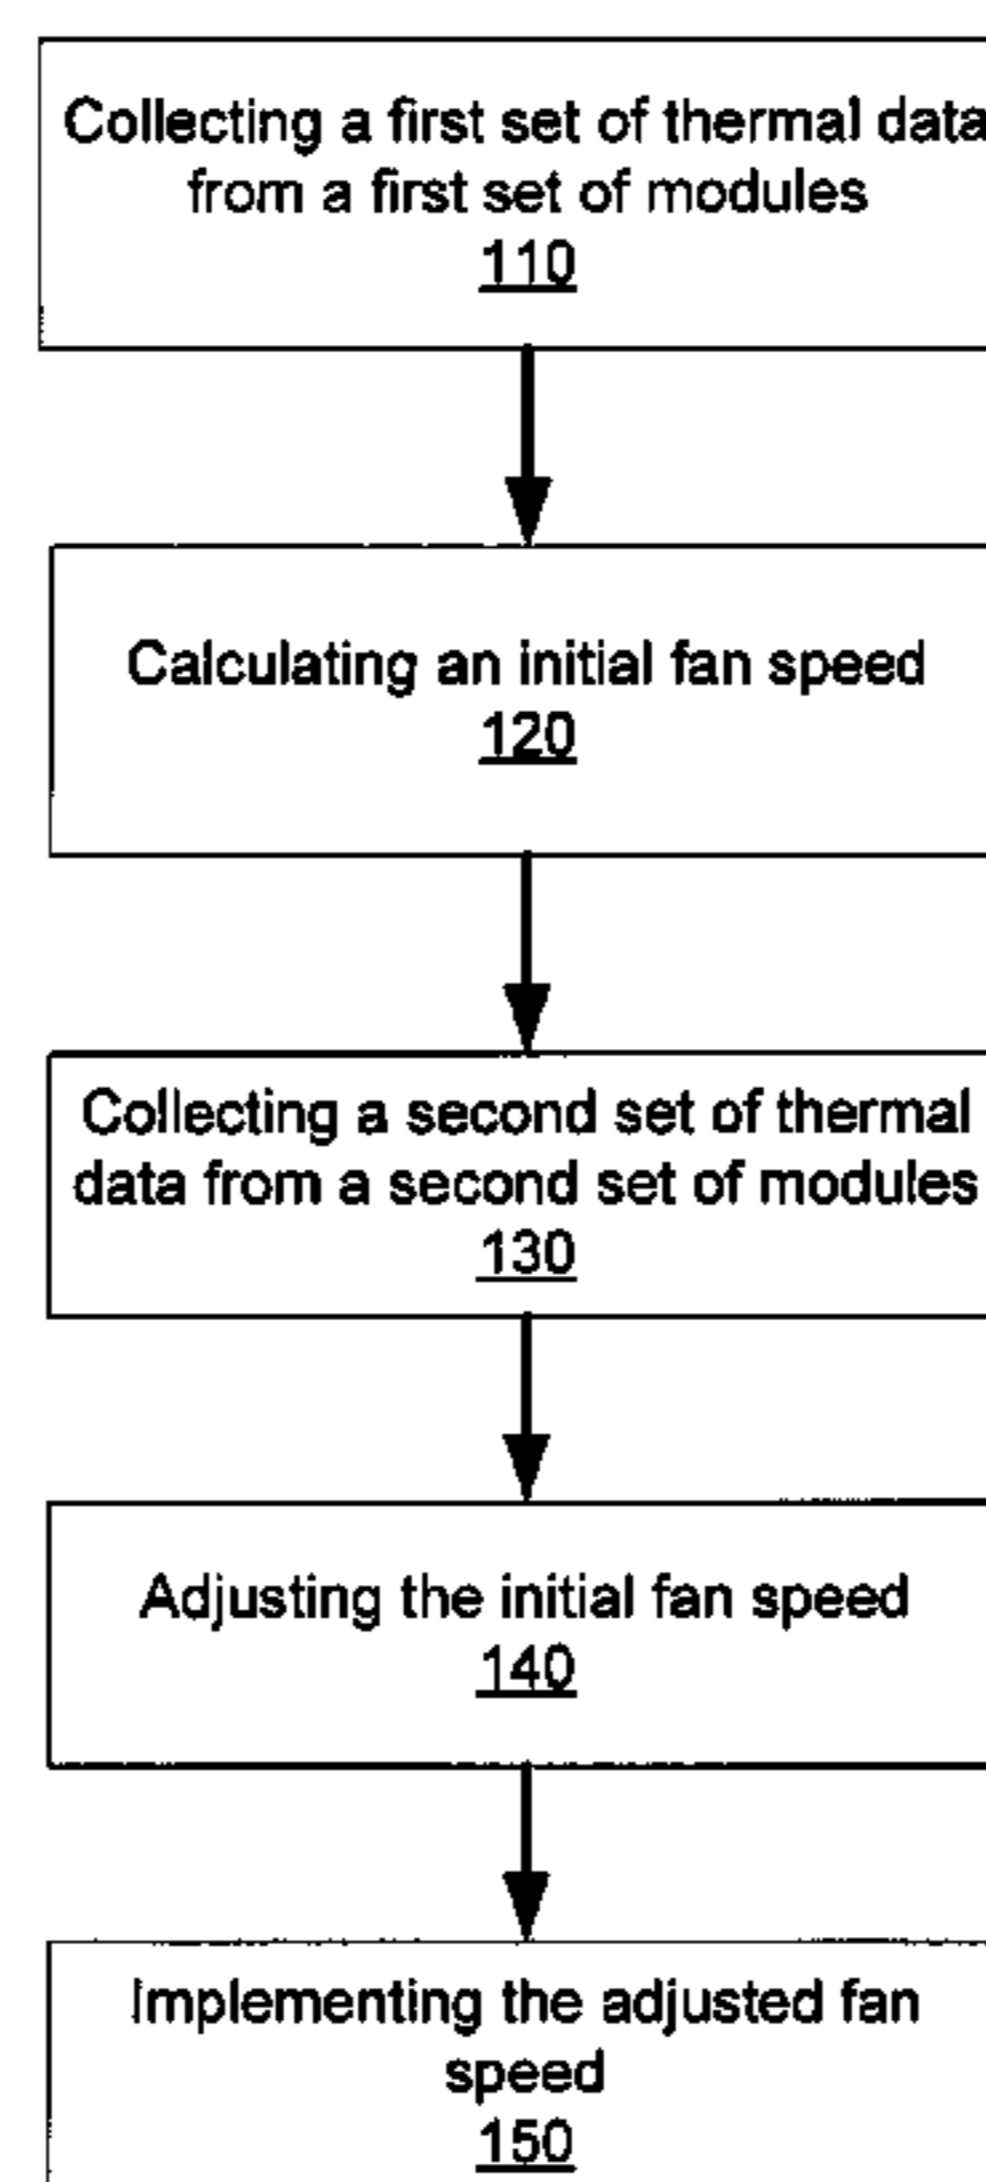 Collecting a first set of thermal data
from a first set of modules
110
Calculating an initial fan speed
120
Collecting a second set of thermal
data from a second set of modules
130
Adjusting the initial fan speed
140
Implementing the adjusted fan
speed
150